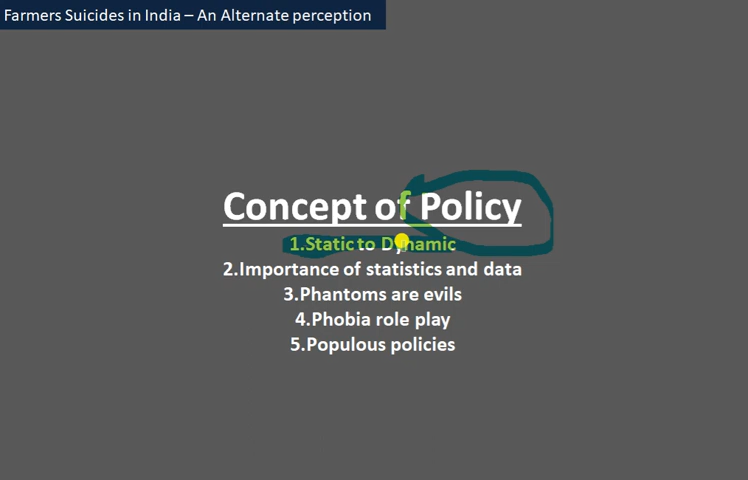 Farmers Suicides in India – An Alternate perception
Concept of Policy
1.Static to Dynamic
2.Importance of statistics and data
3.Phantoms are evils
4.Phobia role play
5.Populous policies